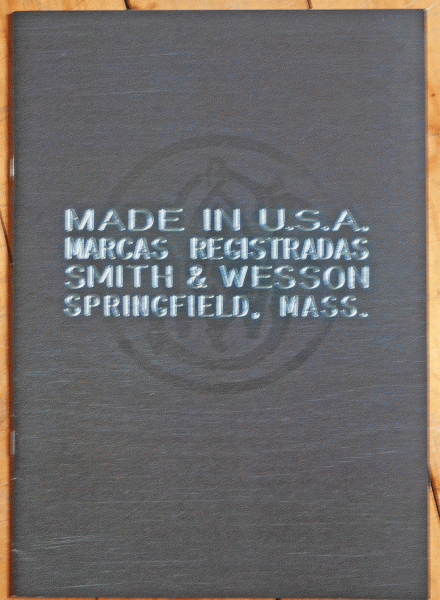 MADE IN U.S.A.
MARCAS REGISTRADAS
SMITH & WESSON
SPRINGFIELD, MASS.